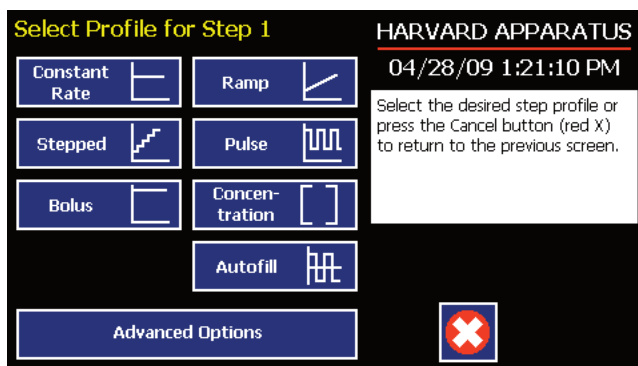 Select Profile for Step 1
Constant
Rate
Ramp
Stepped
Pulse
Bolus
Concen-
tration
Autofill
Advanced Options
HARVARD APPARATUS
04/28/09 1:21:10 PM
Select the desired step profile or
press the Cancel button (red X)
to return to the previous screen.